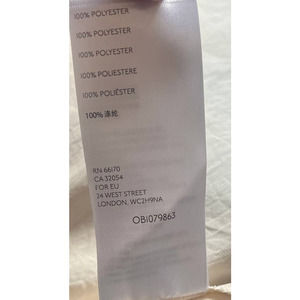 100% POLYESTER
100% POLYESTER
100% POLYESTER
100% POLIESTERE
100% POLIÉSTER
100% 涤纶
RN 66170
CA 32054
FOR EU
24 WEST STREET
LONDON, WC2H9NA
OBI079863